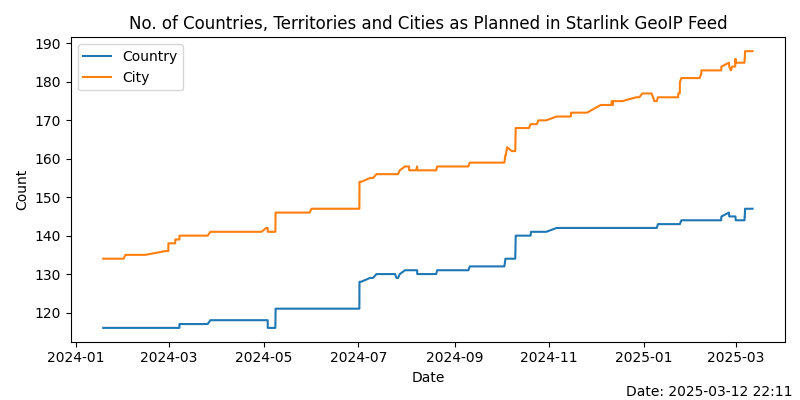 No. of Countries, Territories and Cities as Planned in Starlink GeoIP Feed
Country
City
Count
190
180
170
160
150
140
130
120
2024-01
2024-03
2024-05
2024-07
2024-09
2024-11
2025-01
2025-03
Date
Date: 2025-03-12 22:11